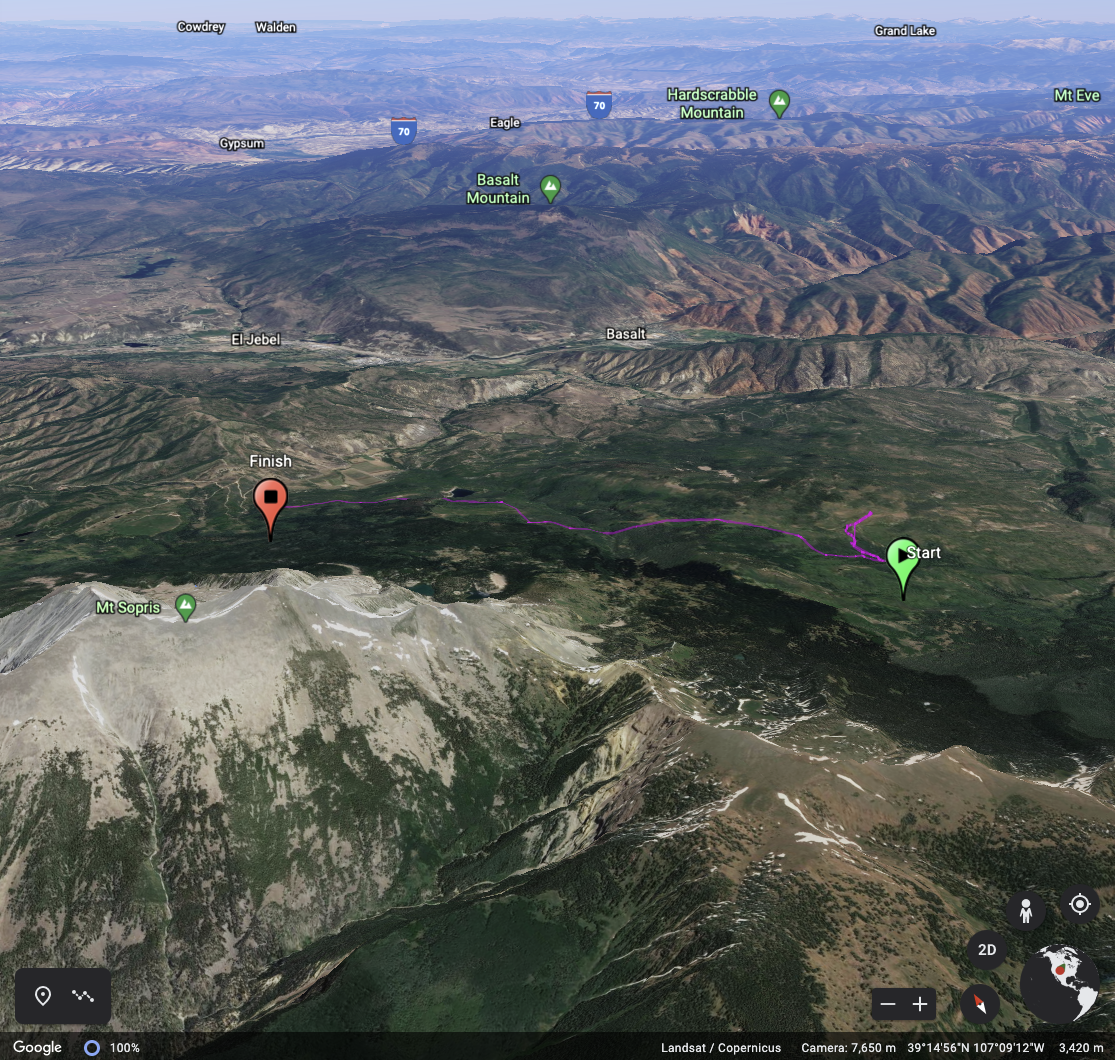 Cowdrey
Walden
Grand Lake
Hardscrabble
Mountain
Mt Eve
70
70
Eagle
Gypsum
Basalt
Mountain
El Jebel
Basalt
Finish
Start
Mt Sopris
2D
Google
100%
Landsat / Copernicus
Camera: 7,650 m
39°14'56"N 107°09'12"W
3,420 m